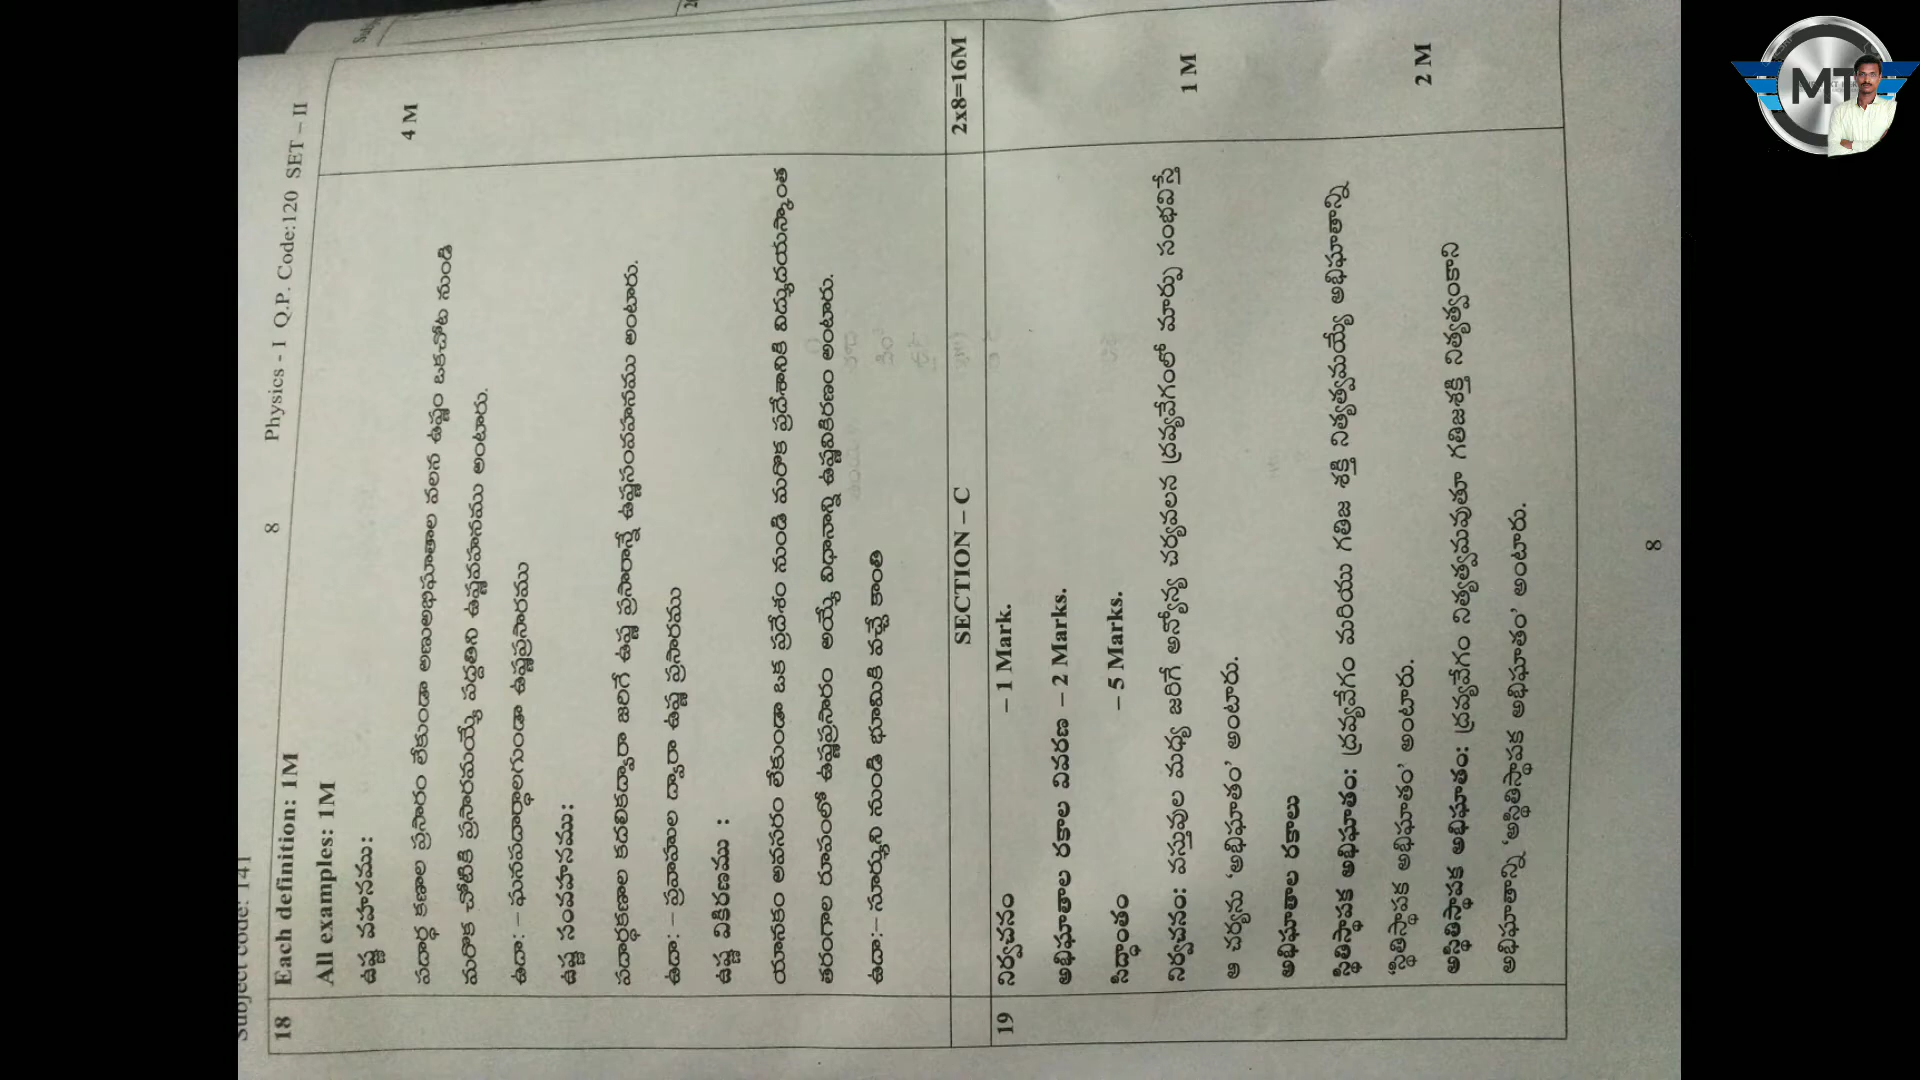 Subject code: 141
8 Physics - I Q.P. Code:120 SET – II
18 Each definition: 1M
All examples: 1M
ఉష్ణ వహనము:
4 M
పదార్థ కణాల ప్రసారం లేకుండా అణుఅభిఘాతాల వలన ఉష్ణం ఒకచోట నుండి
మరొక చోటికి ప్రసారమయ్యే పద్ధతిని ఉష్ణవహనము అంటారు.
ఉదా:– ఘనపదార్థాలగుండా ఉష్ణప్రసారము
ఉష్ణ సంవహనము:
పదార్థకణాల కదలికద్వారా జరిగే ఉష్ణ ప్రసారాన్నే ఉష్ణసంవహనము అంటారు.
ఉదా:– ప్రవాహాల ద్వారా ఉష్ణ ప్రసారము
ఉష్ణ వికిరణము :
యానకం అవసరం లేకుండా ఒక ప్రదేశం నుండి మరొక ప్రదేశానికి విద్యుదయస్కాంత
తరంగాల రూపంలో ఉష్ణప్రసారం అయ్యే విధానాన్ని ఉష్ణవికిరణం అంటారు.
ఉదా:– సూర్యుని నుండి భూమికి వచ్చే కాంతి
SECTION – C 2x8=16M
19 నిర్వచనం – 1 Mark.
అభిఘాతాల రకాల వివరణ – 2 Marks.
సిద్ధాంతం – 5 Marks.
నిర్వచనం: వస్తువుల మధ్య జరిగే అన్యోన్య చర్యవలన ద్రవ్యవేగంలో మార్పు సంభవిస్తే 1 M
ఆ చర్యను ‘అభిఘాతం’ అంటారు.
అభిఘాతాల రకాలు
స్థితిస్థాపక అభిఘాతం: ద్రవ్యవేగం మరియు గతిజ శక్తి నిత్యత్వమయ్యే అభిఘాతాన్ని
‘స్థితిస్థాపక అభిఘాతం’ అంటారు.
2 M
అస్థితిస్థాపక అభిఘాతం: ద్రవ్యవేగం నిత్యత్వమవుతూ గతిజశక్తి నిత్యత్వంకాని
అభిఘాతాన్ని ‘అస్థితిస్థాపక అభిఘాతం’ అంటారు.
8
MT